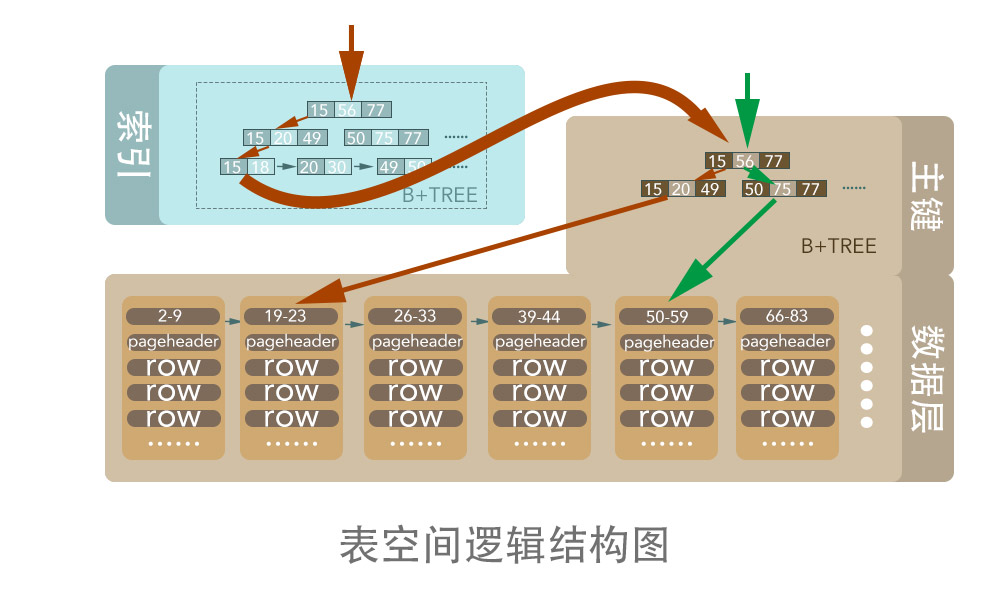 索引
15 56 77
15 20 49 50 75 77 ......
15 18 20 30 49 50 ......
B+TREE
主键
15 56 77
15 20 49 50 75 77 ......
B+TREE
数据层
2-9 19-23 26-33 39-44 50-59 66-83
pageheader pageheader pageheader pageheader pageheader pageheader
row row row row row row
row row row row row row
row row row row row row
...... ...... ...... ...... ...... ......
表空间逻辑结构图